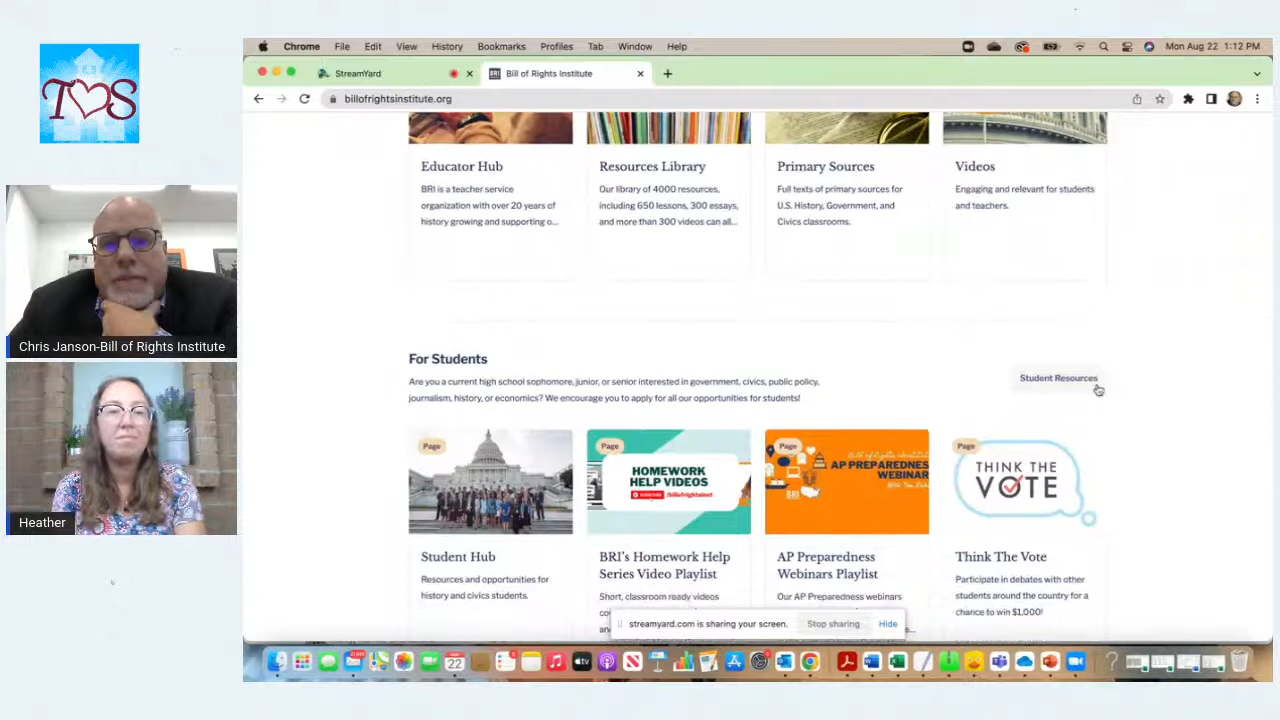 TOS
Chris Janson-Bill of Rights Institute
Heather
Chrome File Edit View History Bookmarks Profiles Tab Window Help
Mon Aug 22 1:12 PM
StreamYard
Bill of Rights Institute
billofrightsinstitute.org
Educator Hub
BRI is a teacher service
organization with over 20 years of
history growing and supporting o...
Resources Library
Our library of 4000 resources,
including 650 lessons, 300 essays,
and more than 300 videos can all...
Primary Sources
Full texts of primary sources for
U.S. History, Government, and
Civics classrooms.
Videos
Engaging and relevant for students
and teachers.
For Students
Are you a current high school sophomore, junior, or senior interested in government, civics, public policy,
journalism, history, or economics? We encourage you to apply for all our opportunities for students!
Student Resources
Page
Student Hub
Resources and opportunities for
history and civics students.
Page
HOMEWORK
HELP VIDEOS
BRI's Homework Help
Series Video Playlist
Short, classroom ready videos
Page
AP PREPAREDNESS
WEBINAR
BRI
AP Preparedness
Webinars Playlist
Our AP Preparedness webinars
Page
THINK THE
VOTE
Think The Vote
Participate in debates with other
students around the country for a
chance to win $1,000!
streamyard.com is sharing your screen.
Stop sharing
Hide
22
tv